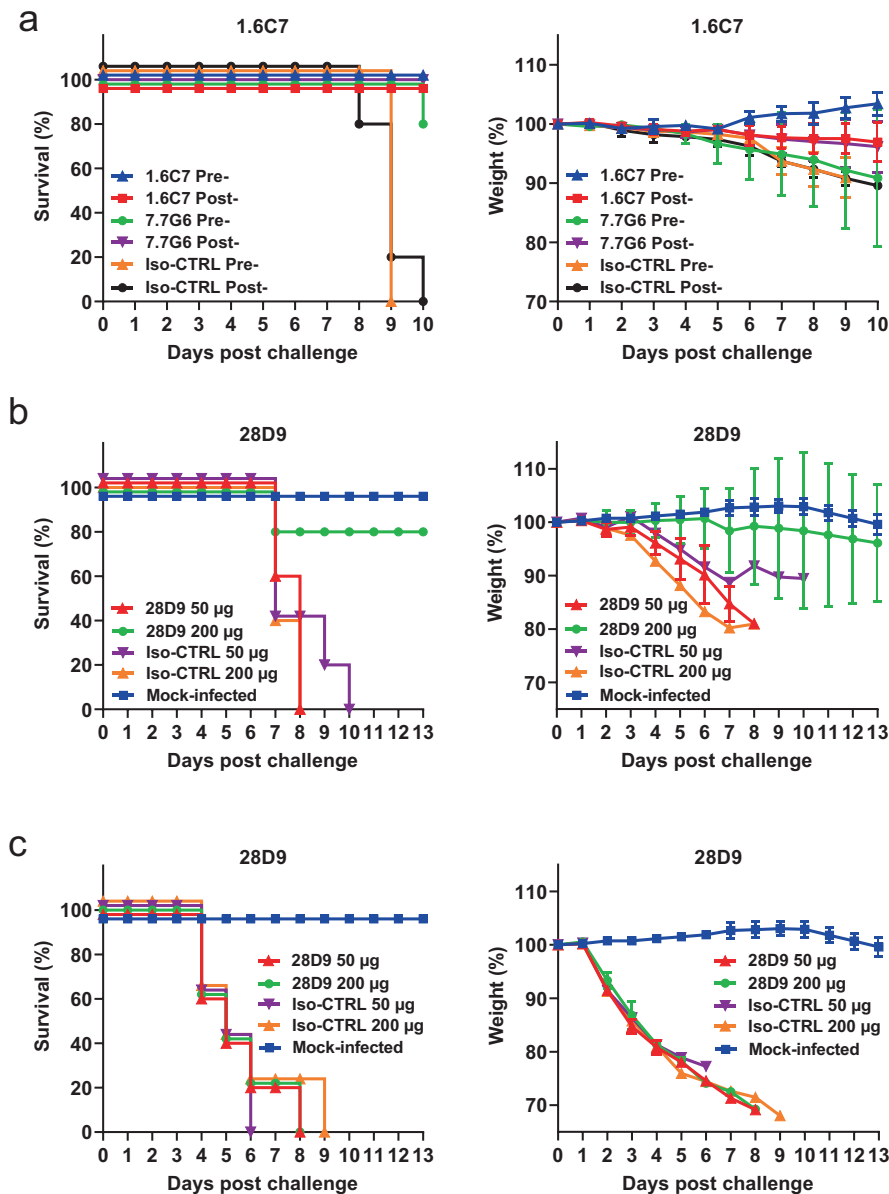 a
1.6C7
Survival (%)
100
80
60
40
20
0
1.6C7 Pre-
1.6C7 Post-
7.7G6 Pre-
7.7G6 Post-
Iso-CTRL Pre-
Iso-CTRL Post-
0 1 2 3 4 5 6 7 8 9 10
Days post challenge
1.6C7
Weight (%)
110
100
90
80
70
1.6C7 Pre-
1.6C7 Post-
7.7G6 Pre-
7.7G6 Post-
Iso-CTRL Pre-
Iso-CTRL Post-
0 1 2 3 4 5 6 7 8 9 10
Days post challenge
b
28D9
Survival (%)
100
80
60
40
20
0
28D9 50 µg
28D9 200 µg
Iso-CTRL 50 µg
Iso-CTRL 200 µg
Mock-infected
0 1 2 3 4 5 6 7 8 9 10 11 12 13
Days post challenge
28D9
Weight (%)
110
100
90
80
70
28D9 50 µg
28D9 200 µg
Iso-CTRL 50 µg
Iso-CTRL 200 µg
Mock-infected
0 1 2 3 4 5 6 7 8 9 10 11 12 13
Days post challenge
c
28D9
Survival (%)
100
80
60
40
20
0
28D9 50 µg
28D9 200 µg
Iso-CTRL 50 µg
Iso-CTRL 200 µg
Mock-infected
0 1 2 3 4 5 6 7 8 9 10 11 12 13
Days post challenge
28D9
Weight (%)
110
100
90
80
70
28D9 50 µg
28D9 200 µg
Iso-CTRL 50 µg
Iso-CTRL 200 µg
Mock-infected
0 1 2 3 4 5 6 7 8 9 10 11 12 13
Days post challenge